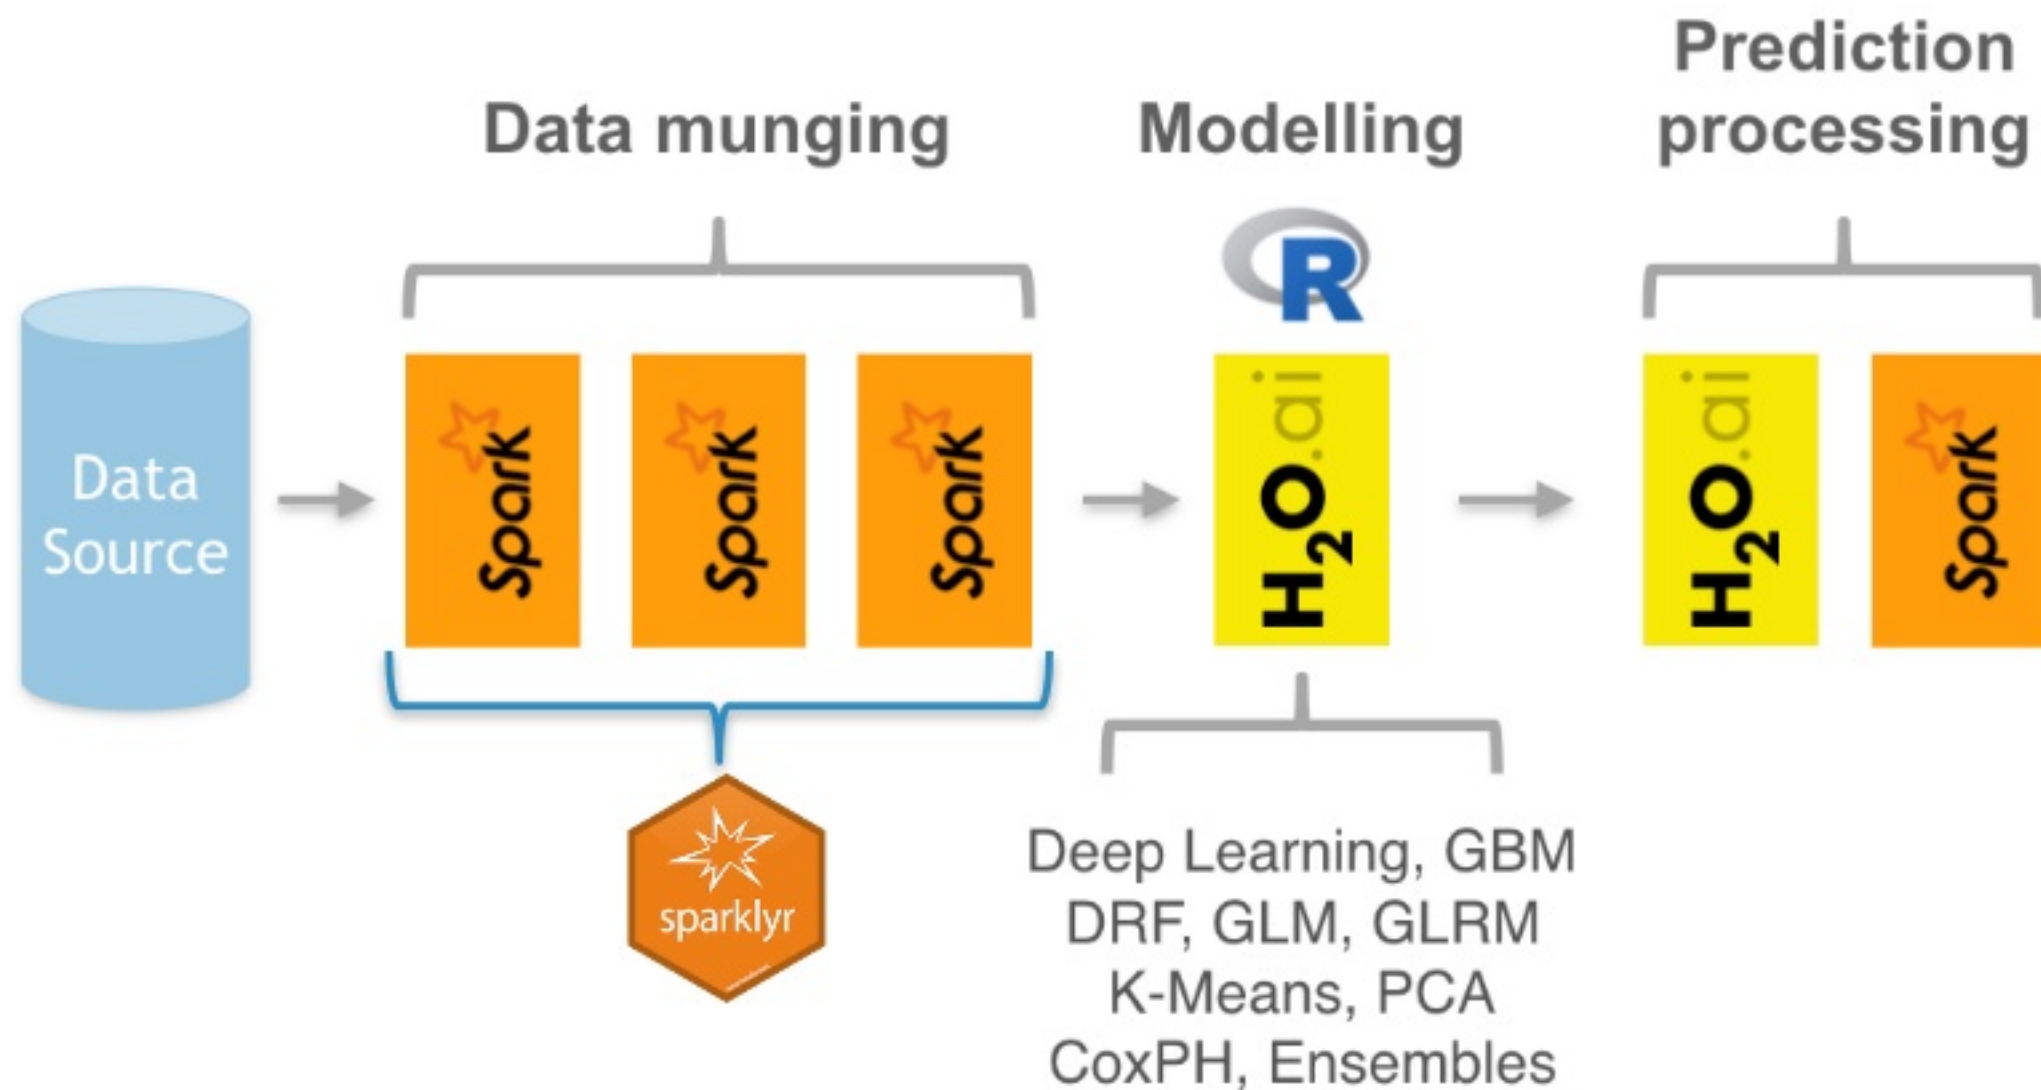 Data munging
Modelling
Prediction
processing
R
Data
Source
Spark
Spark
Spark
H2O.ai
H2O.ai
Spark
sparklyr
Deep Learning, GBM
DRF, GLM, GLRM
K-Means, PCA
CoxPH, Ensembles